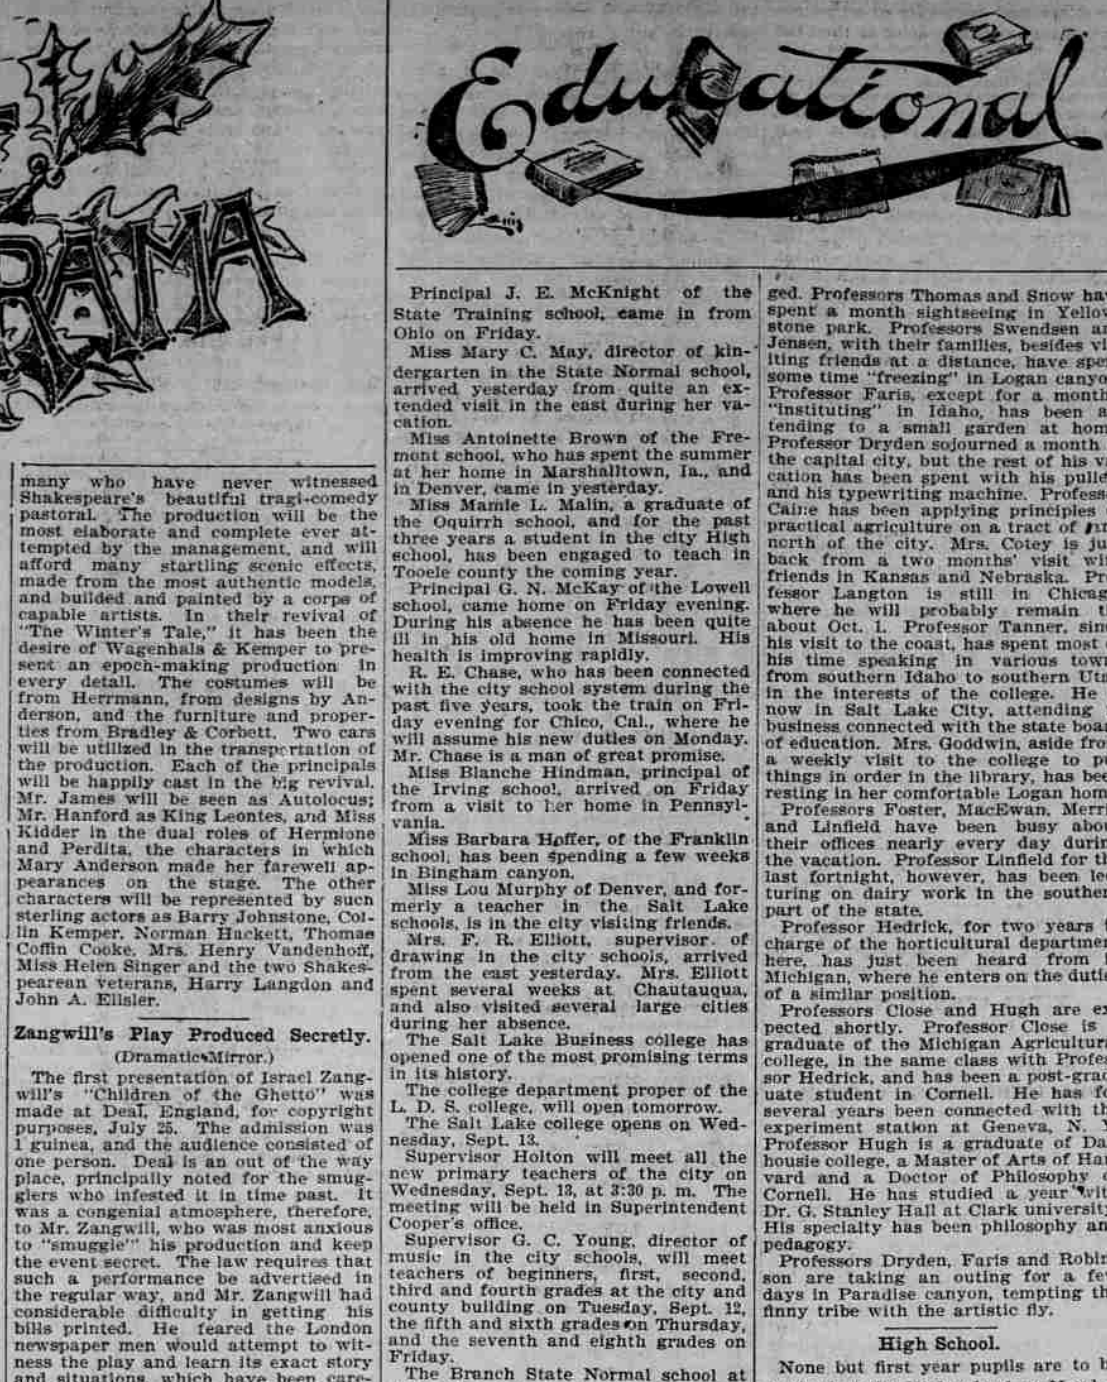 RAMA
many who have never witnessed
Shakespeare's beautiful tragi-comedy
pastoral. The production will be the
most elaborate and complete ever at-
tempted by the management, and will
afford many startling scenic effects,
made from the most authentic models,
and builded and painted by a corps of
capable artists. In their revival of
"The Winter's Tale," it has been the
desire of Wagenhals & Kemper to pre-
sent an epoch-making production in
every detail. The costumes will be
from Herrmann, from designs by An-
derson, and the furniture and proper-
ties from Bradley & Corbett. Two cars
will be utilized in the transportation of
the production. Each of the principals
will be happily cast in the big revival.
Mr. James will be seen as Autolocus;
Mr. Hanford as King Leontes, and Miss
Kidder in the dual roles of Hermione
and Perdita, the characters in which
Mary Anderson made her farewell ap-
pearances on the stage. The other
characters will be represented by such
sterling actors as Barry Johnstone, Col-
lin Kemper, Norman Hackett, Thomas
Coffin Cooke, Mrs. Henry Vandenhoff,
Miss Helen Singer and the two Shakes-
pearean veterans, Harry Langdon and
John A. Ellsler.
Zangwill's Play Produced Secretly.
(Dramatic Mirror.)
The first presentation of Israel Zang-
will's "Children of the Ghetto" was
made at Deal, England, for copyright
purposes, July 25. The admission was
1 guinea, and the audience consisted of
one person. Deal is an out of the way
place, principally noted for the smug-
glers who infested it in time past. It
was a congenial atmosphere, therefore,
to Mr. Zangwill, who was most anxious
to "smuggle" his production and keep
the event secret. The law requires that
such a performance be advertised in
the regular way, and Mr. Zangwill had
considerable difficulty in getting his
bills printed. He feared the London
newspaper men would attempt to wit-
ness the play and learn its exact story
and situations, which have been care-
Educational
Principal J. E. McKnight of the
State Training school, came in from
Ohio on Friday.
Miss Mary C. May, director of kin-
dergarten in the State Normal school,
arrived yesterday from quite an ex-
tended visit in the east during her va-
cation.
Miss Antoinette Brown of the Fre-
mont school, who has spent the summer
at her home in Marshalltown, Ia., and
in Denver, came in yesterday.
Miss Mamie L. Malin, a graduate of
the Oquirrh school, and for the past
three years a student in the city High
school, has been engaged to teach in
Tooele county the coming year.
Principal G. N. McKay of the Lowell
school, came home on Friday evening.
During his absence he has been quite
ill in his old home in Missouri. His
health is improving rapidly.
R. E. Chase, who has been connected
with the city school system during the
past five years, took the train on Fri-
day evening for Chico, Cal., where he
will assume his new duties on Monday.
Mr. Chase is a man of great promise.
Miss Blanche Hindman, principal of
the Irving school, arrived on Friday
from a visit to her home in Pennsyl-
vania.
Miss Barbara Hoffer, of the Franklin
school, has been spending a few weeks
in Bingham canyon.
Miss Lou Murphy of Denver, and for-
merly a teacher in the Salt Lake
schools, is in the city visiting friends.
Mrs. F. R. Elliott, supervisor of
drawing in the city schools, arrived
from the east yesterday. Mrs. Elliott
spent several weeks at Chautauqua,
and also visited several large cities
during her absence.
The Salt Lake Business college has
opened one of the most promising terms
in its history.
The college department proper of the
L. D. S. college, will open tomorrow.
The Salt Lake college opens on Wed-
nesday, Sept. 13.
Supervisor Holton will meet all the
new primary teachers of the city on
Wednesday, Sept. 13, at 3:30 p. m. The
meeting will be held in Superintendent
Cooper's office.
Supervisor G. C. Young, director of
music in the city schools, will meet
teachers of beginners, first, second,
third and fourth grades at the city and
county building on Tuesday, Sept. 12,
the fifth and sixth grades on Thursday,
and the seventh and eighth grades on
Friday.
The Branch State Normal school at
ged. Professors Thomas and Snow hav
spent a month sightseeing in Yellow
stone park. Professors Swendsen an
Jensen, with their families, besides vis
iting friends at a distance, have spen
some time "freezing" in Logan canyo
Professor Faris, except for a month
"instituting" in Idaho, has been a
tending to a small garden at hom
Professor Dryden sojourned a month
the capital city, but the rest of his v
cation has been spent with his pulle
and his typewriting machine. Profess
Caine has been applying principles
practical agriculture on a tract of
north of the city. Mrs. Cotey is ju
back from a two months' visit wi
friends in Kansas and Nebraska. Pr
fessor Langton is still in Chicag
where he will probably remain t
about Oct. 1. Professor Tanner, sinc
his visit to the coast, has spent most
his time speaking in various town
from southern Idaho to southern Uta
in the interests of the college. He
now in Salt Lake City, attending
business connected with the state boar
of education. Mrs. Goddwin, aside fro
a weekly visit to the college to pu
things in order in the library, has bee
resting in her comfortable Logan hom
Professors Foster, MacEwan, Merri
and Linfield have been busy abou
their offices nearly every day durin
the vacation. Professor Linfield for th
last fortnight, however, has been lec
turing on dairy work in the souther
part of the state.
Professor Hedrick, for two years
charge of the horticultural departmen
here, has just been heard from
Michigan, where he enters on the dutie
of a similar position.
Professors Close and Hugh are ex
pected shortly. Professor Close is
graduate of the Michigan Agricultura
college, in the same class with Profes
sor Hedrick, and has been a post-grad
uate student in Cornell. He has fo
several years been connected with th
experiment station at Geneva, N. Y
Professor Hugh is a graduate of Dal
housie college, a Master of Arts of Har
vard and a Doctor of Philosophy
Cornell. He has studied a year wit
Dr. G. Stanley Hall at Clark university
His specialty has been philosophy an
pedagogy.
Professors Dryden, Faris and Robin
son are taking an outing for a few
days in Paradise canyon, tempting th
finny tribe with the artistic fly.
High School.
None but first year pupils are to b